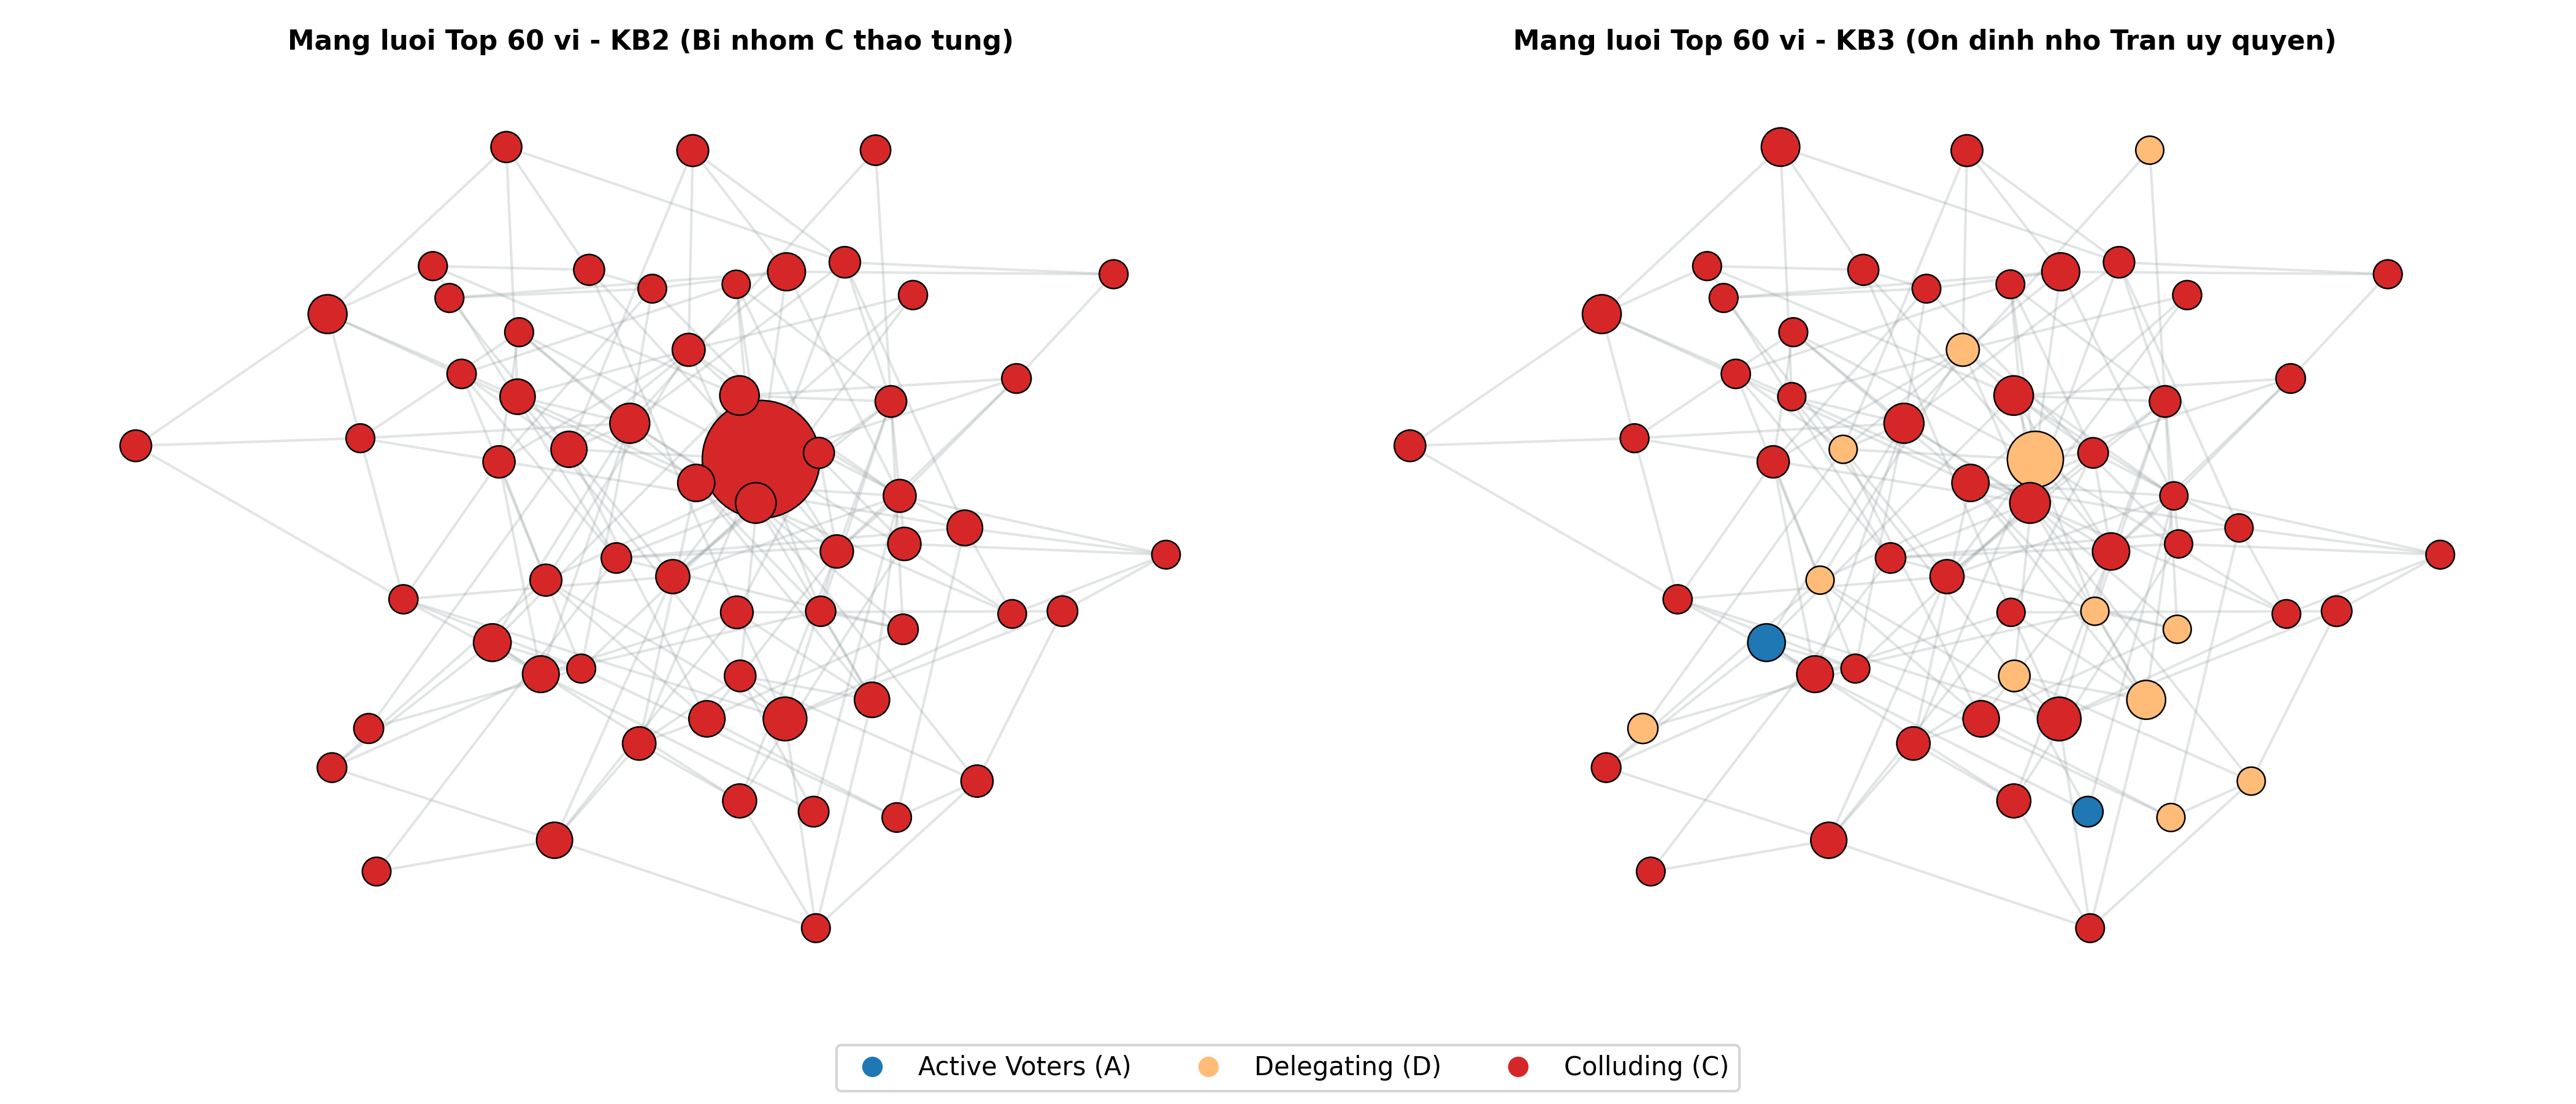 Mang luoi Top 60 vi - KB2 (Bi nhom C thao tung)
Mang luoi Top 60 vi - KB3 (On dinh nho Tran uy quyen)
Active Voters (A)
Delegating (D)
Colluding (C)